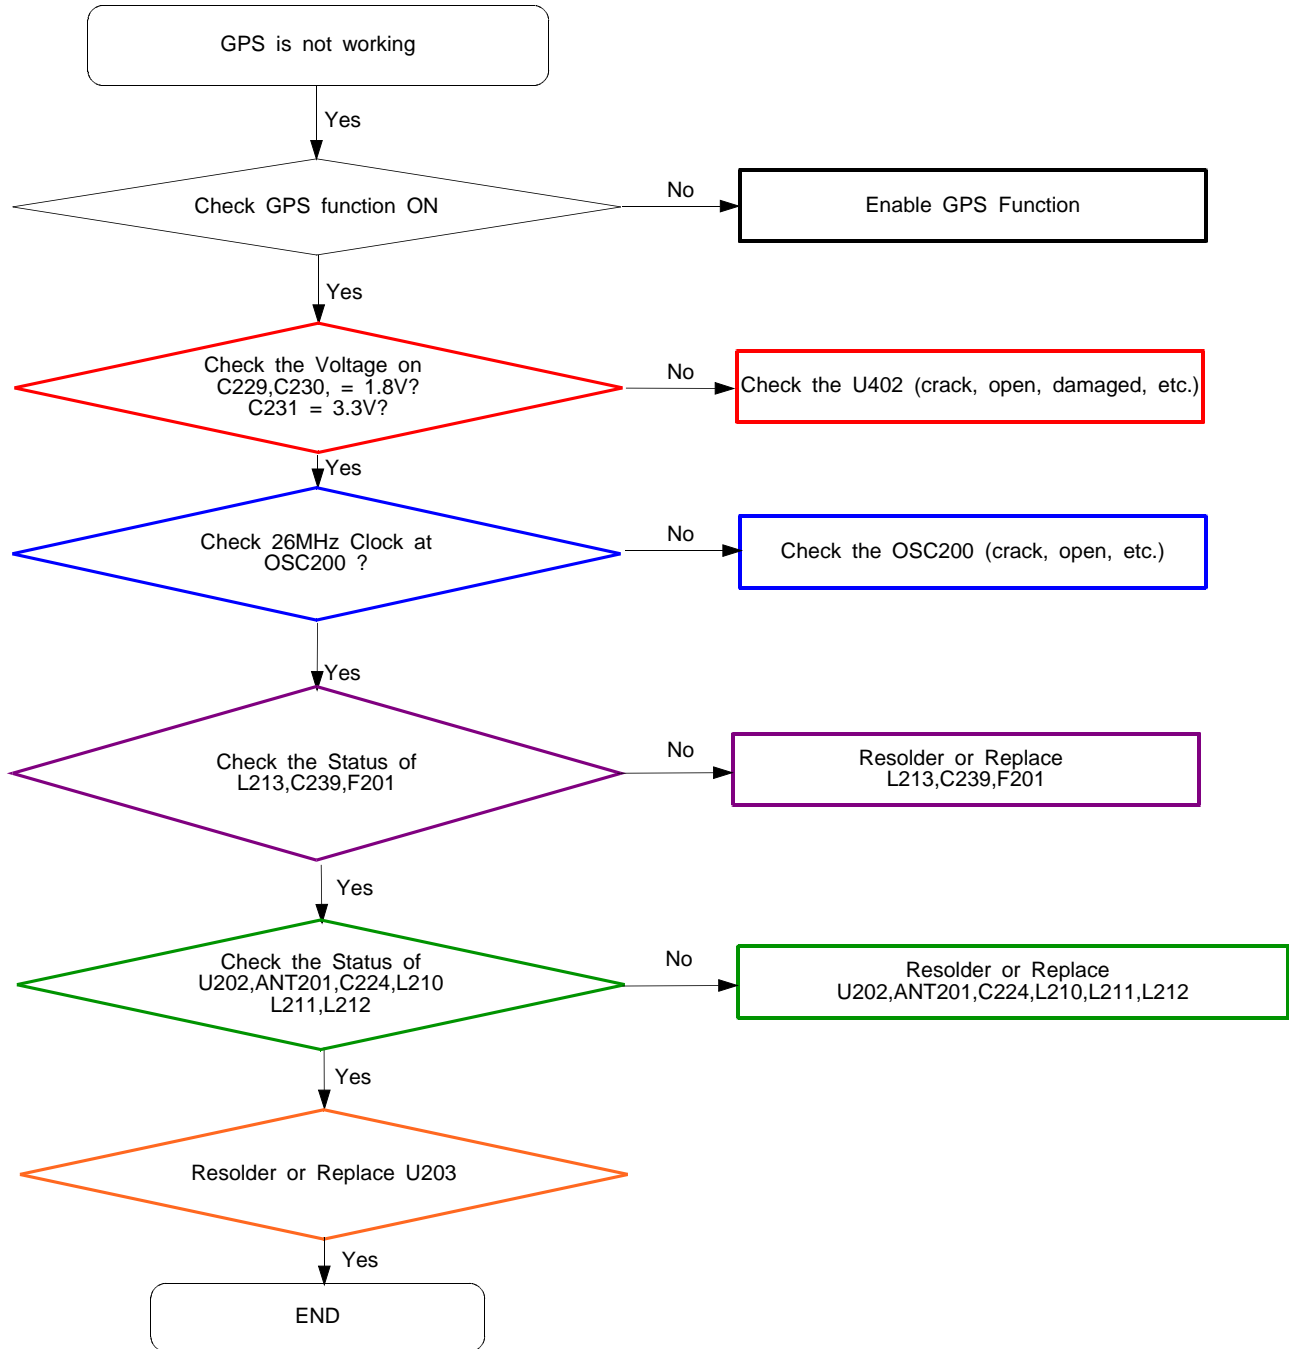 GPS is not working
Yes
Check GPS function ON
No
Enable GPS Function
Yes
Check the Voltage on
C229,C230, = 1.8V?
C231 = 3.3V?
No
Check the U402 (crack, open, damaged, etc.)
Yes
Check 26MHz Clock at
OSC200 ?
No
Check the OSC200 (crack, open, etc.)
Yes
Check the Status of
L213,C239,F201
No
Resolder or Replace
L213,C239,F201
Yes
Check the Status of
U202,ANT201,C224,L210
L211,L212
No
Resolder or Replace
U202,ANT201,C224,L210,L211,L212
Yes
Resolder or Replace U203
Yes
END